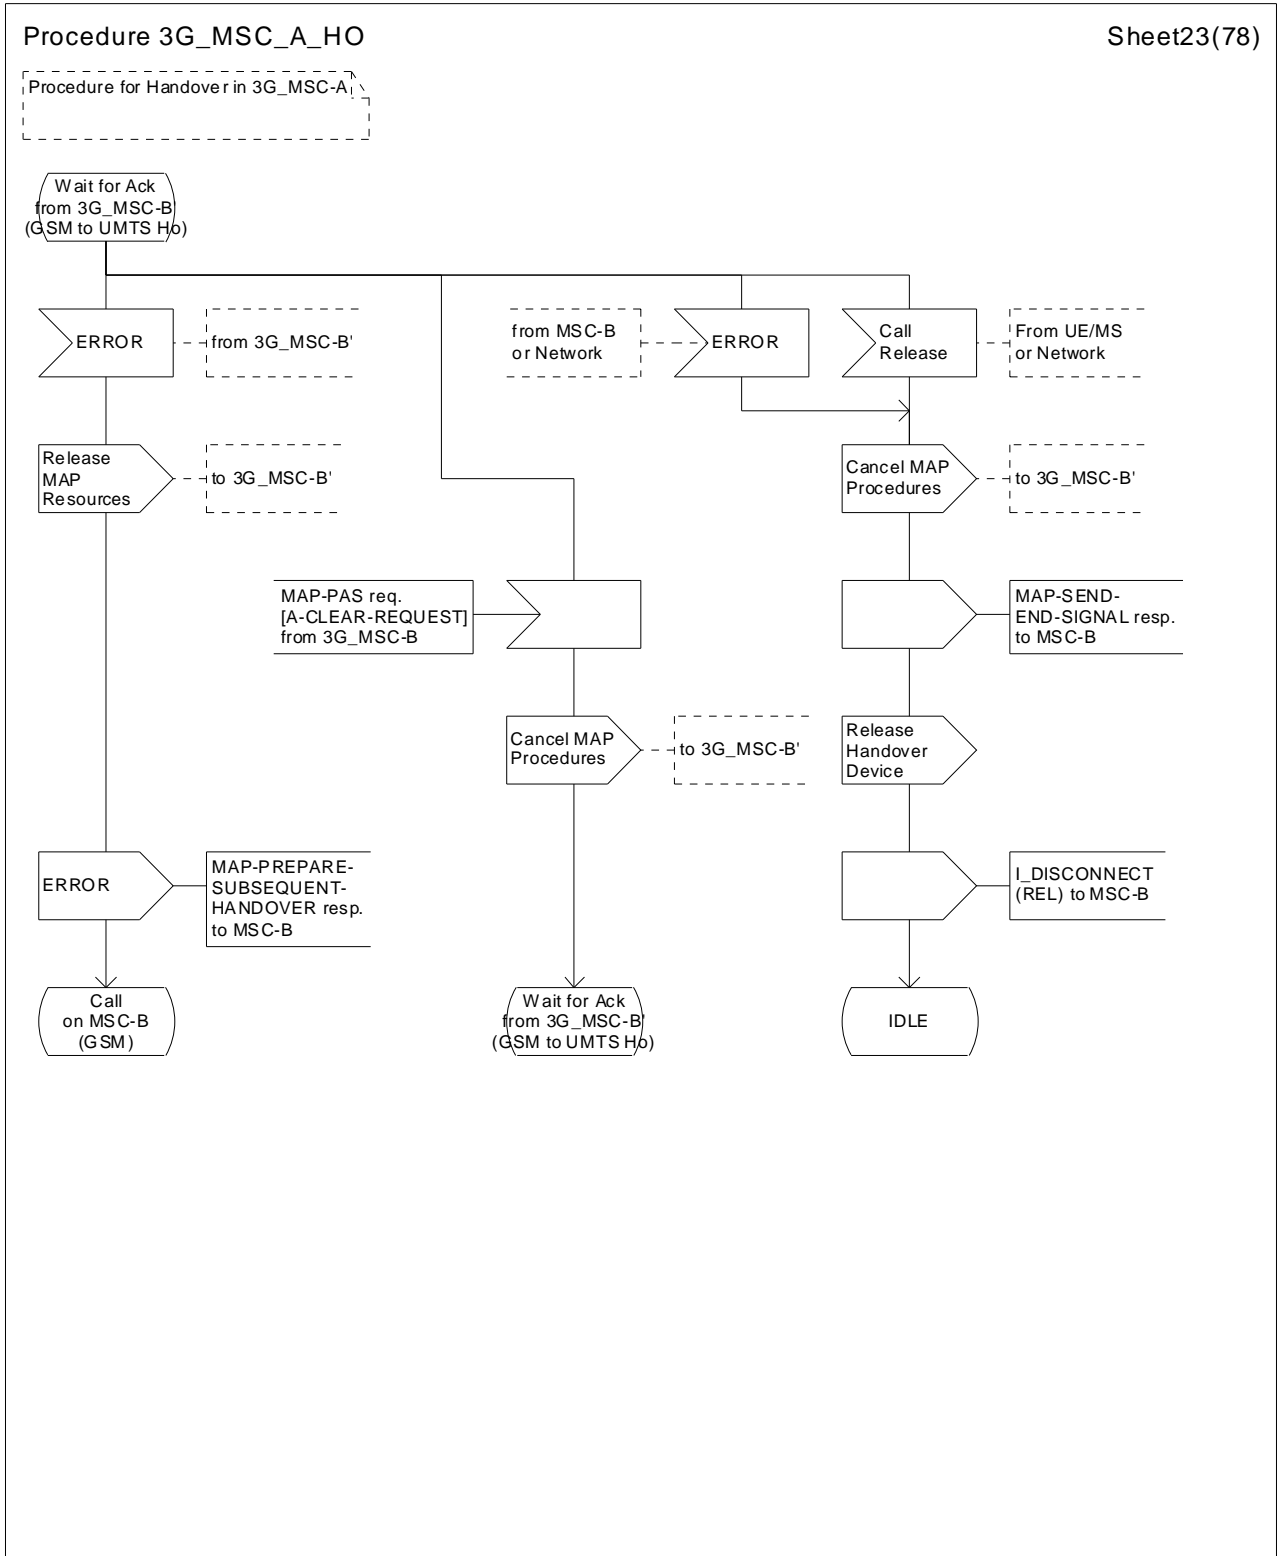 Procedure 3G_MSC_A_HO
Sheet23(78)
Procedure for Handover in 3G_MSC-A
Wait for Ack
from 3G_MSC-B'
(GSM to UMTS Ho)
ERROR
from 3G_MSC-B'
from MSC-B
or Network
ERROR
Call
Release
From UE/MS
or Network
Release
MAP
Resources
to 3G_MSC-B'
Cancel MAP
Procedures
to 3G_MSC-B'
MAP-PAS req.
[A-CLEAR-REQUEST]
from 3G_MSC-B
MAP-SEND-
END-SIGNAL resp.
to MSC-B
Cancel MAP
Procedures
to 3G_MSC-B'
Release
Handover
Device
ERROR
MAP-PREPARE-
SUBSEQUENT-
HANDOVER resp.
to MSC-B
I_DISCONNECT
(REL) to MSC-B
Call
on MSC-B
(GSM)
Wait for Ack
from 3G_MSC-B'
(GSM to UMTS Ho)
IDLE